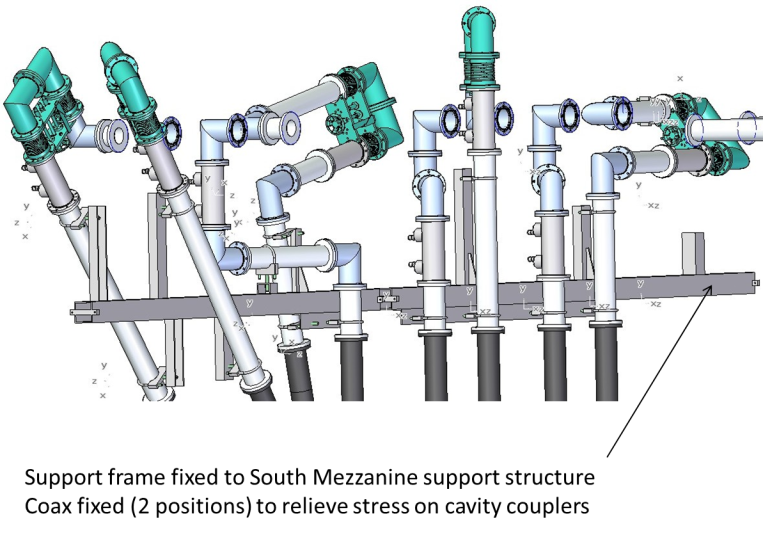 Support frame fixed to South Mezzanine support structure
Coax fixed (2 positions) to relieve stress on cavity couplers